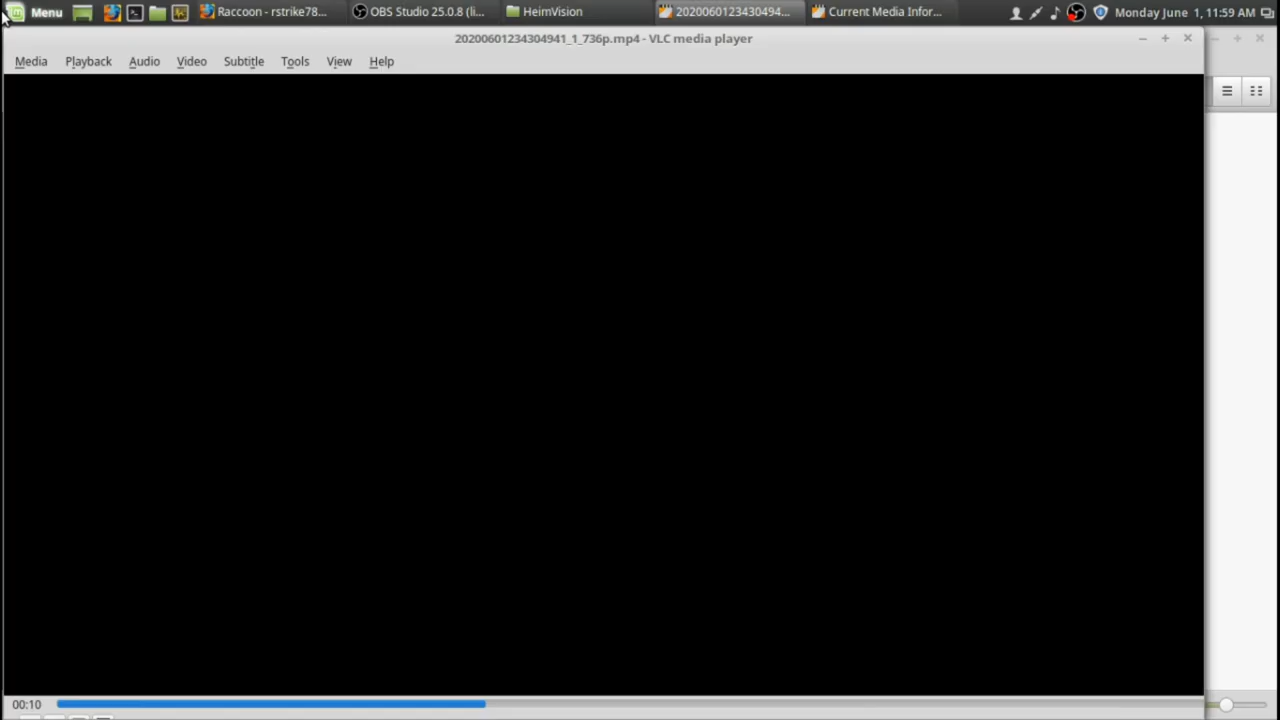 Menu
Raccoon - rstrike78...
OBS Studio 25.0.8 (li...
HeimVision
2020060123430494...
Current Media Infor...
Monday June 1, 11:59 AM
20200601234304941_1_736p.mp4 - VLC media player
Media Playback Audio Video Subtitle Tools View Help
00:10